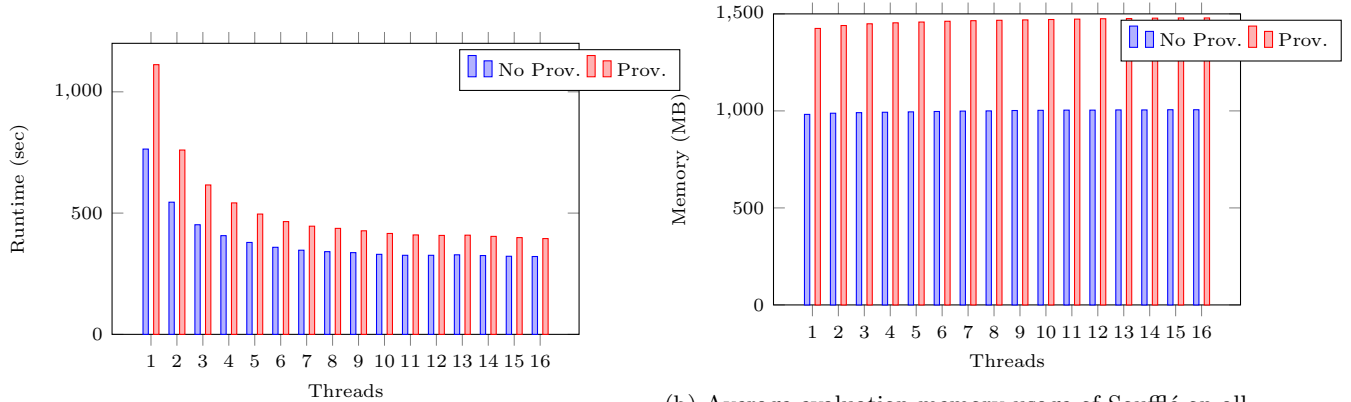 1,000
500
0
Runtime (sec)
1 2 3 4 5 6 7 8 9 10 11 12 13 14 15 16
Threads
No Prov. Prov.
1,500
1,000
500
0
Memory (MB)
1 2 3 4 5 6 7 8 9 10 11 12 13 14 15 16
Threads
No Prov. Prov.
(b) Average evaluation memory usage of Soufflé on all